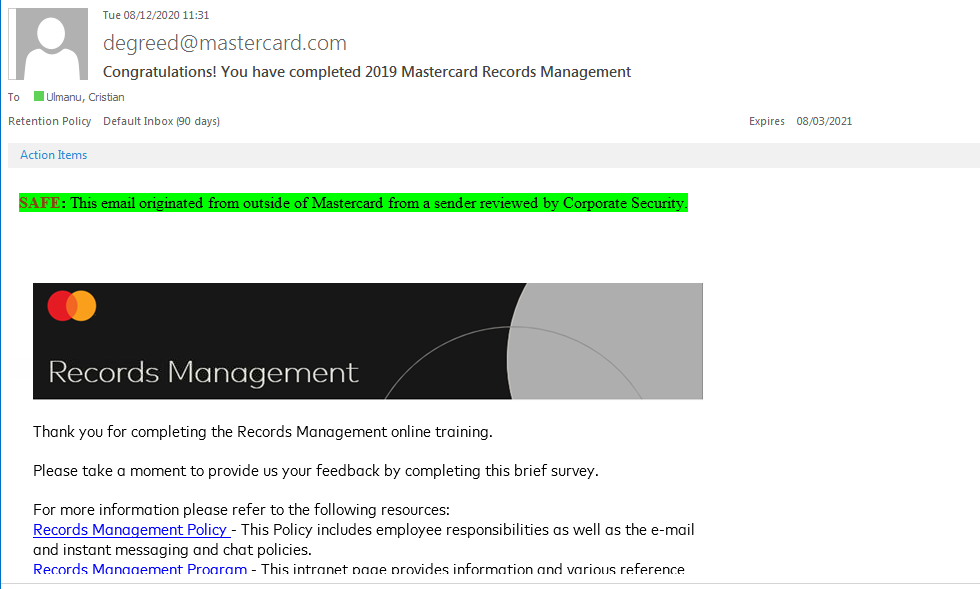 Tue 08/12/2020 11:31
degreed@mastercard.com
Congratulations! You have completed 2019 Mastercard Records Management
To Ulmanu, Cristian
Retention Policy Default Inbox (90 days) Expires 08/03/2021
Action Items
SAFE: This email originated from outside of Mastercard from a sender reviewed by Corporate Security.
Records Management
Thank you for completing the Records Management online training.
Please take a moment to provide us your feedback by completing this brief survey.
For more information please refer to the following resources:
Records Management Policy - This Policy includes employee responsibilities as well as the e-mail
and instant messaging and chat policies.
Records Management Program - This intranet page provides information and various reference